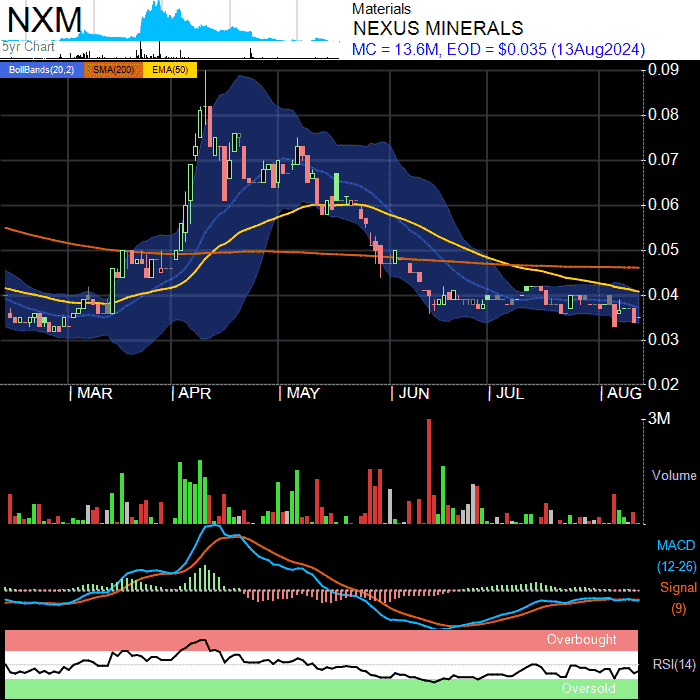 NXM
5yr Chart
Materials
NEXUS MINERALS
MC = 13.6M, EOD = $0.035 (13Aug2024)
BollBands(20,2) SMA(200) EMA(50)
0.09
0.08
0.07
0.06
0.05
0.04
0.03
0.02
| MAR | APR | MAY | JUN | JUL | AUG
3M
Volume
MACD
(12-26)
Signal
(9)
Overbought
RSI(14)
Oversold